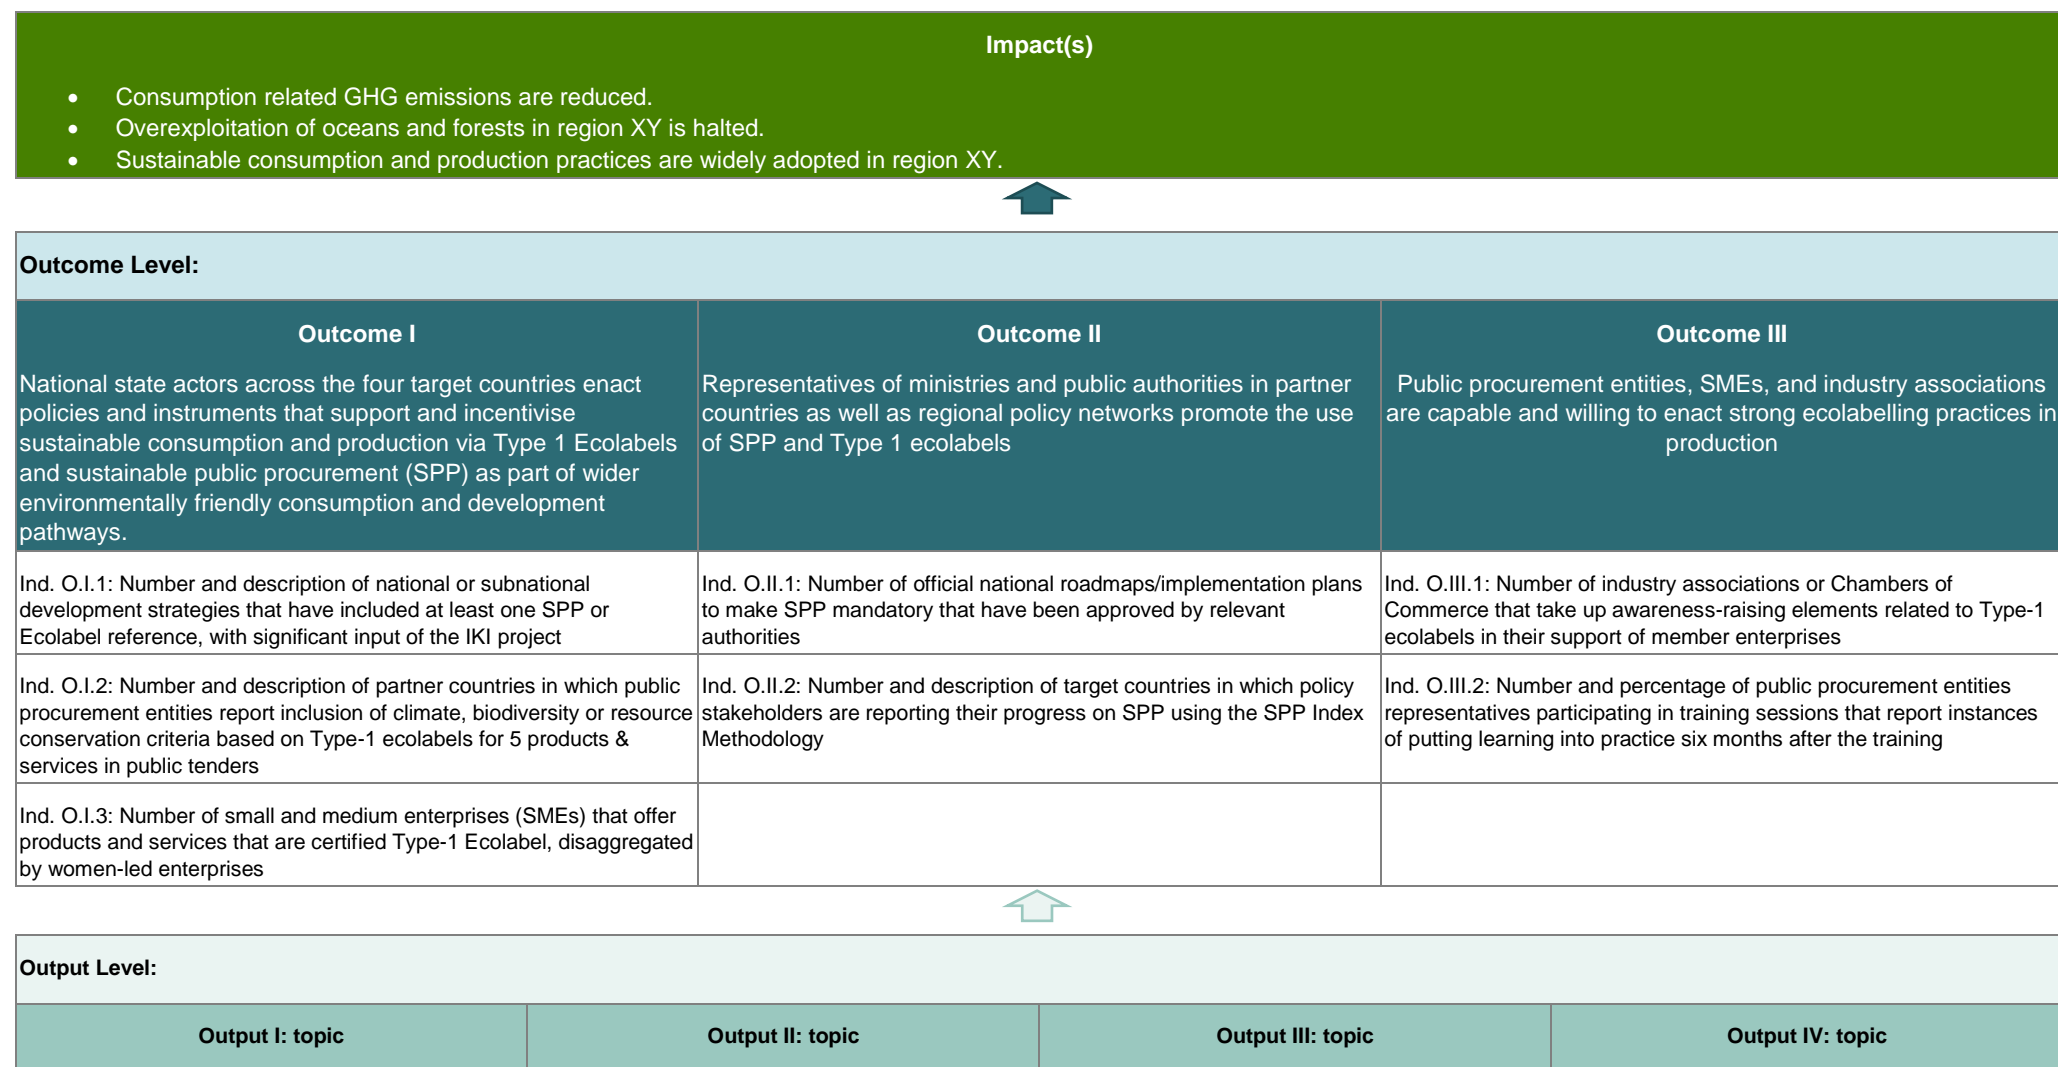 Impact(s)
• Consumption related GHG emissions are reduced.
• Overexploitation of oceans and forests in region XY is halted.
• Sustainable consumption and production practices are widely adopted in region XY.
Outcome Level:
Outcome I
National state actors across the four target countries enact
policies and instruments that support and incentivise
sustainable consumption and production via Type 1 Ecolabels
and sustainable public procurement (SPP) as part of wider
environmentally friendly consumption and development
pathways.
Outcome II
Representatives of ministries and public authorities in partner
countries as well as regional policy networks promote the use
of SPP and Type 1 ecolabels
Outcome III
Public procurement entities, SMEs, and industry associations
are capable and willing to enact strong ecolabelling practices in
production
Ind. O.I.1: Number and description of national or subnational
development strategies that have included at least one SPP or
Ecolabel reference, with significant input of the IKI project
Ind. O.II.1: Number of official national roadmaps/implementation plans
to make SPP mandatory that have been approved by relevant
authorities
Ind. O.III.1: Number of industry associations or Chambers of
Commerce that take up awareness-raising elements related to Type-1
ecolabels in their support of member enterprises
Ind. O.I.2: Number and description of partner countries in which public
procurement entities report inclusion of climate, biodiversity or resource
conservation criteria based on Type-1 ecolabels for 5 products &
services in public tenders
Ind. O.II.2: Number and description of target countries in which policy
stakeholders are reporting their progress on SPP using the SPP Index
Methodology
Ind. O.III.2: Number and percentage of public procurement entities
representatives participating in training sessions that report instances
of putting learning into practice six months after the training
Ind. O.I.3: Number of small and medium enterprises (SMEs) that offer
products and services that are certified Type-1 Ecolabel, disaggregated
by women-led enterprises
Output Level:
Output I: topic
Output II: topic
Output III: topic
Output IV: topic